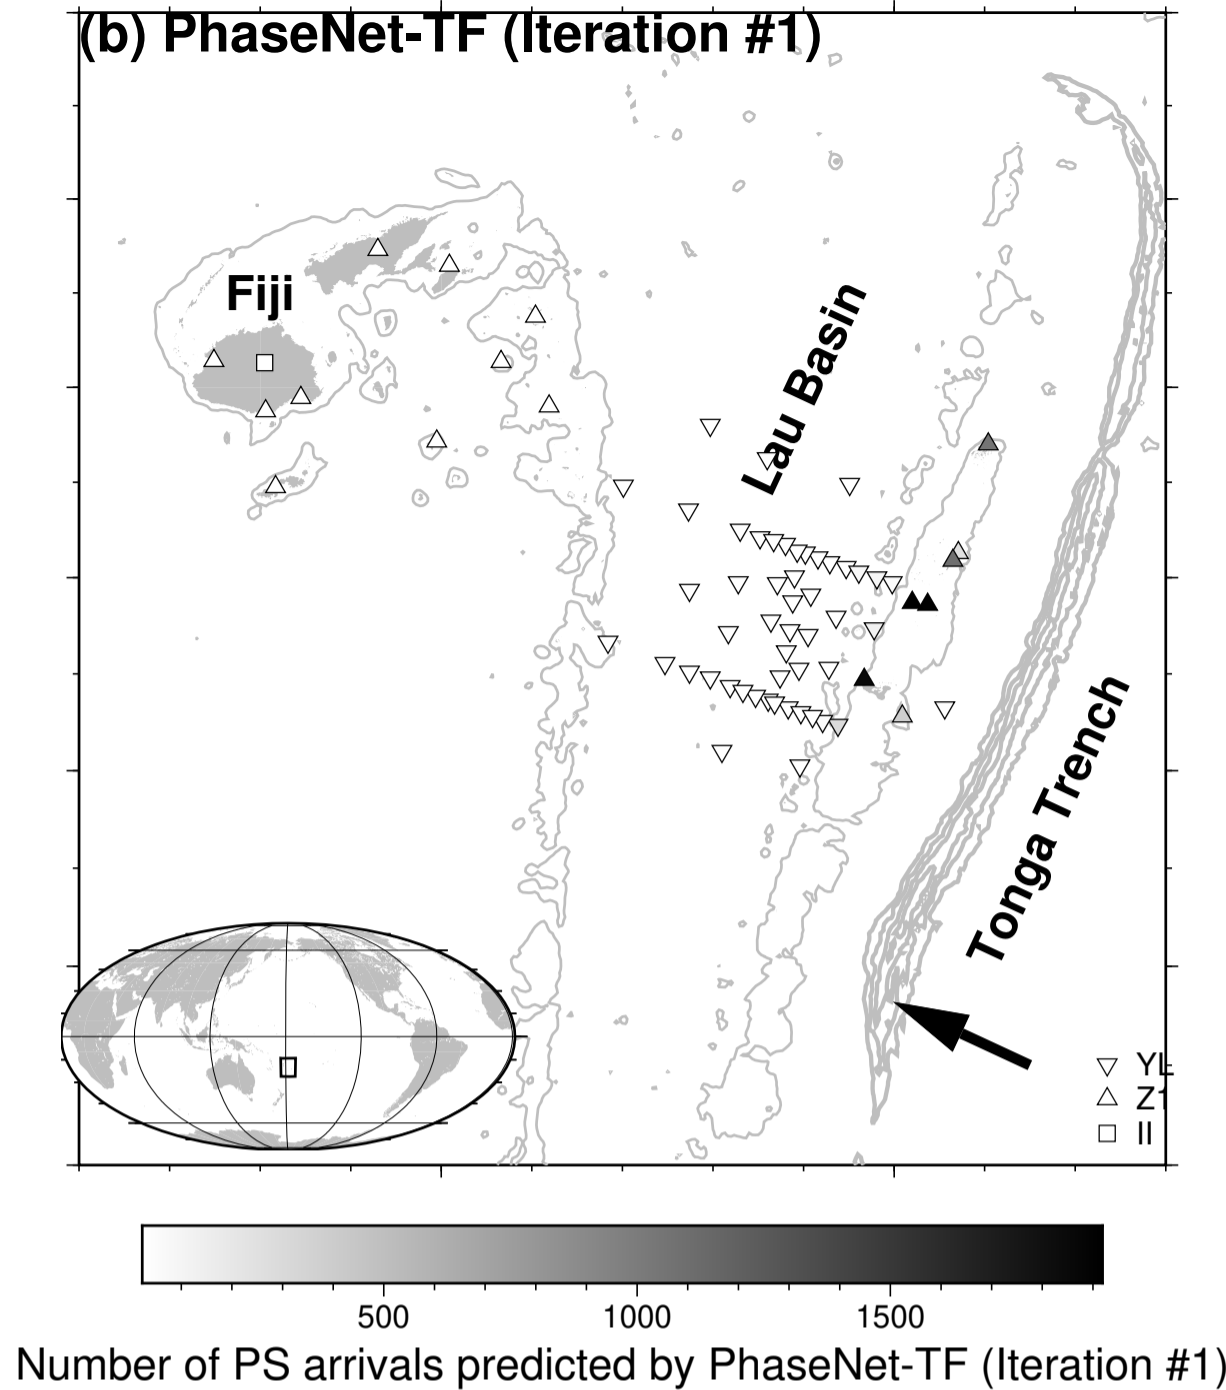 (b) PhaseNet-TF (Iteration #1)
Fiji
Lau Basin
Tonga Trench
YL
Z1
II
500 1000 1500
Number of PS arrivals predicted by PhaseNet-TF (Iteration #1)